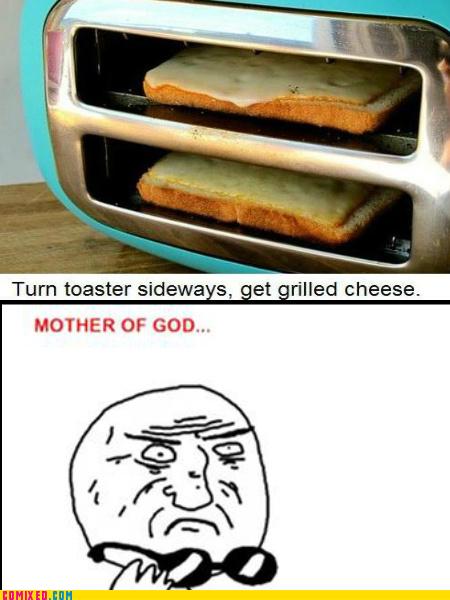 Turn toaster sideways, get grilled cheese.
MOTHER OF GOD...
COMIXED.COM